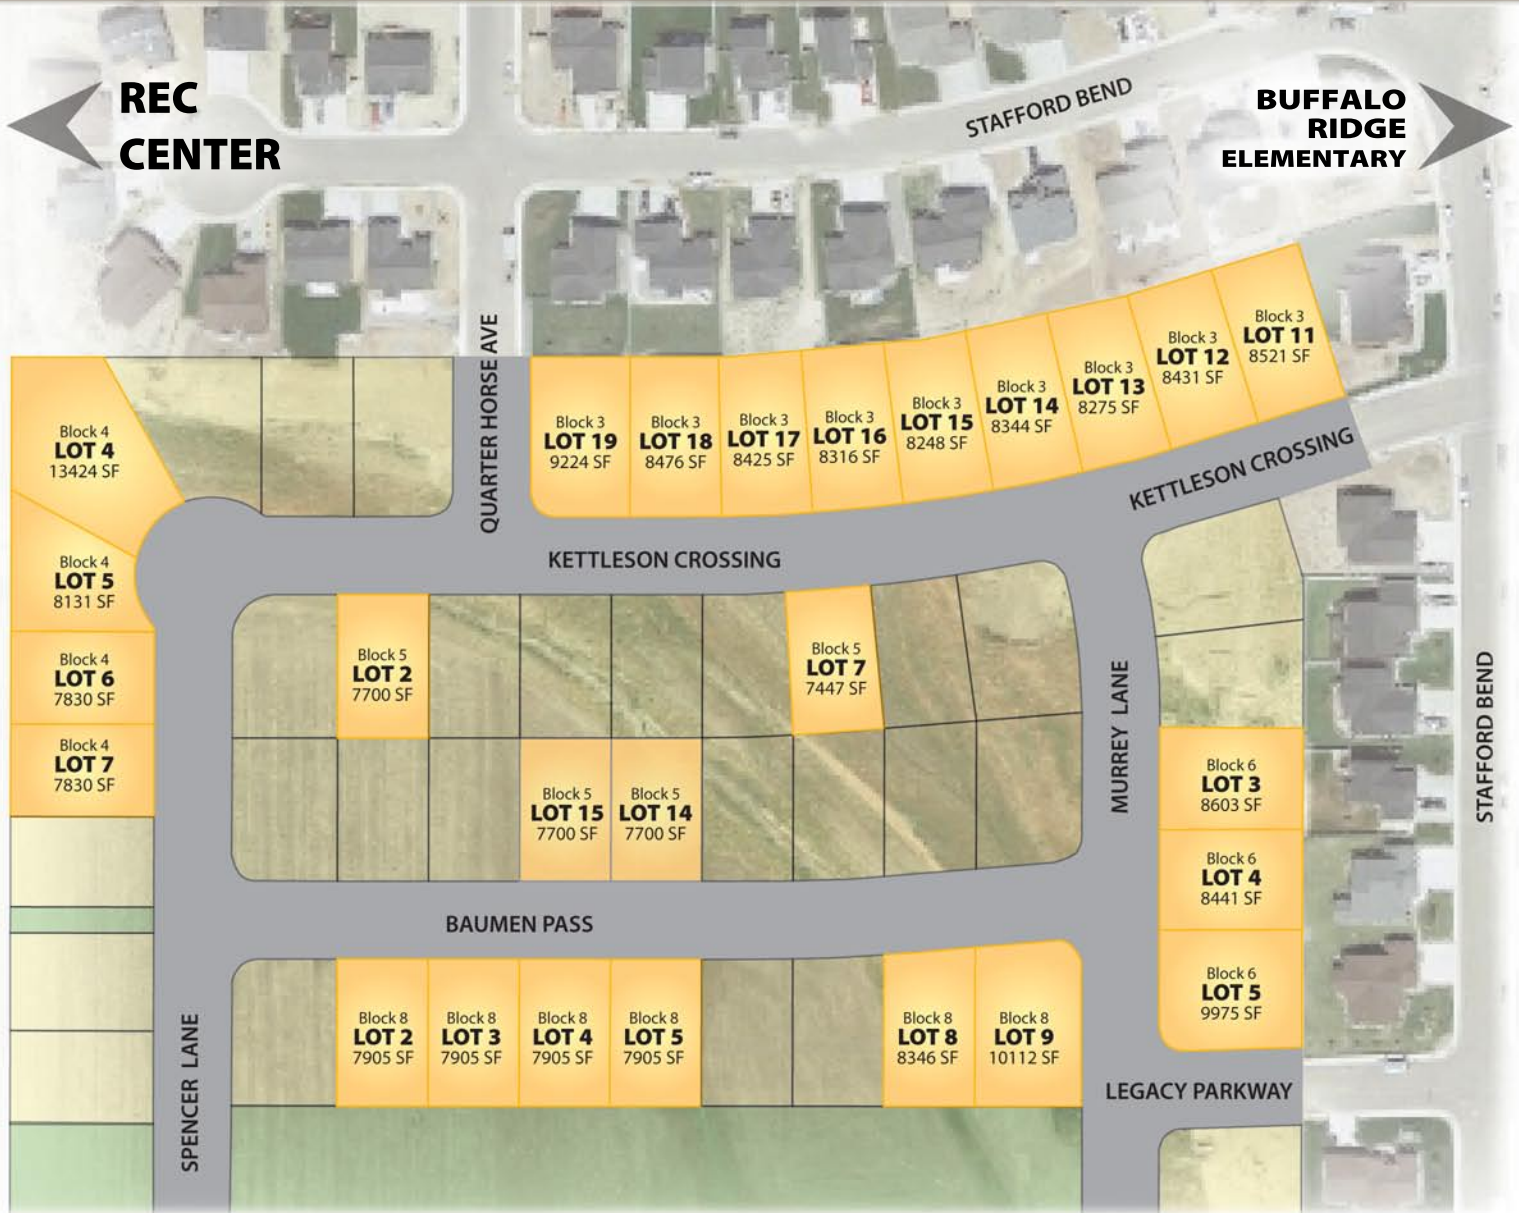 REC
CENTER
STAFFORD BEND
BUFFALO
RIDGE
ELEMENTARY
QUARTER HORSE AVE
Block 4
LOT 4
13424 SF
Block 3
LOT 19
9224 SF
Block 3
LOT 18
8476 SF
Block 3
LOT 17
8425 SF
Block 3
LOT 16
8316 SF
Block 3
LOT 15
8248 SF
Block 3
LOT 14
8344 SF
Block 3
LOT 13
8275 SF
Block 3
LOT 12
8431 SF
Block 3
LOT 11
8521 SF
KETTLESON CROSSING
KETTLESON CROSSING
Block 4
LOT 5
8131 SF
Block 4
LOT 6
7830 SF
Block 4
LOT 7
7830 SF
Block 5
LOT 2
7700 SF
Block 5
LOT 7
7447 SF
Block 5
LOT 15
7700 SF
Block 5
LOT 14
7700 SF
MURREY LANE
Block 6
LOT 3
8603 SF
Block 6
LOT 4
8441 SF
Block 6
LOT 5
9975 SF
STAFFORD BEND
BAUMEN PASS
SPENCER LANE
Block 8
LOT 2
7905 SF
Block 8
LOT 3
7905 SF
Block 8
LOT 4
7905 SF
Block 8
LOT 5
7905 SF
Block 8
LOT 8
8346 SF
Block 8
LOT 9
10112 SF
LEGACY PARKWAY